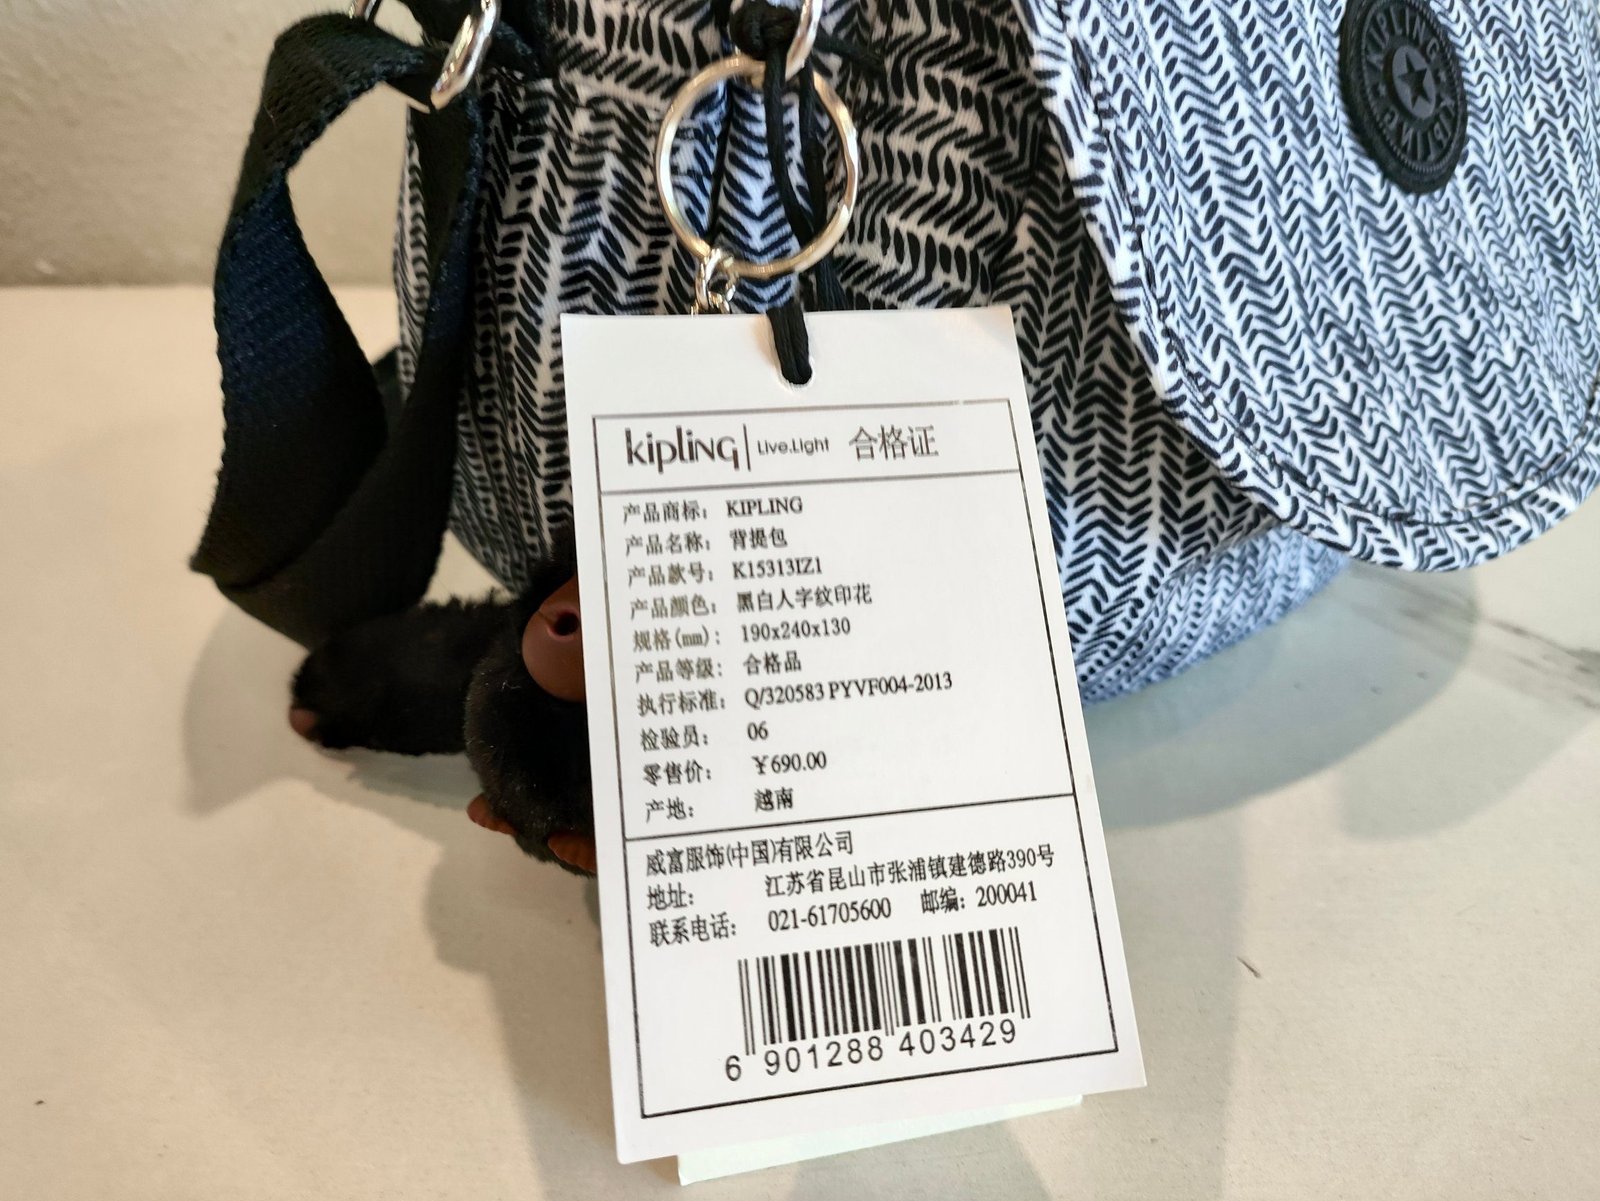 KIPLING
KIPLING
kipling Live.Light 合格证
产品商标： KIPLING
产品名称： 背提包
产品款号： K15313IZ1
产品颜色： 黑白人字纹印花
规格(mm)： 190x240x130
产品等级： 合格品
执行标准： Q/320583 PYVF004-2013
检验员： 06
零售价： ¥690.00
产地： 越南
威富服饰(中国)有限公司
地址： 江苏省昆山市张浦镇建德路390号
联系电话： 021-61705600 邮编：200041
6 901288 403429